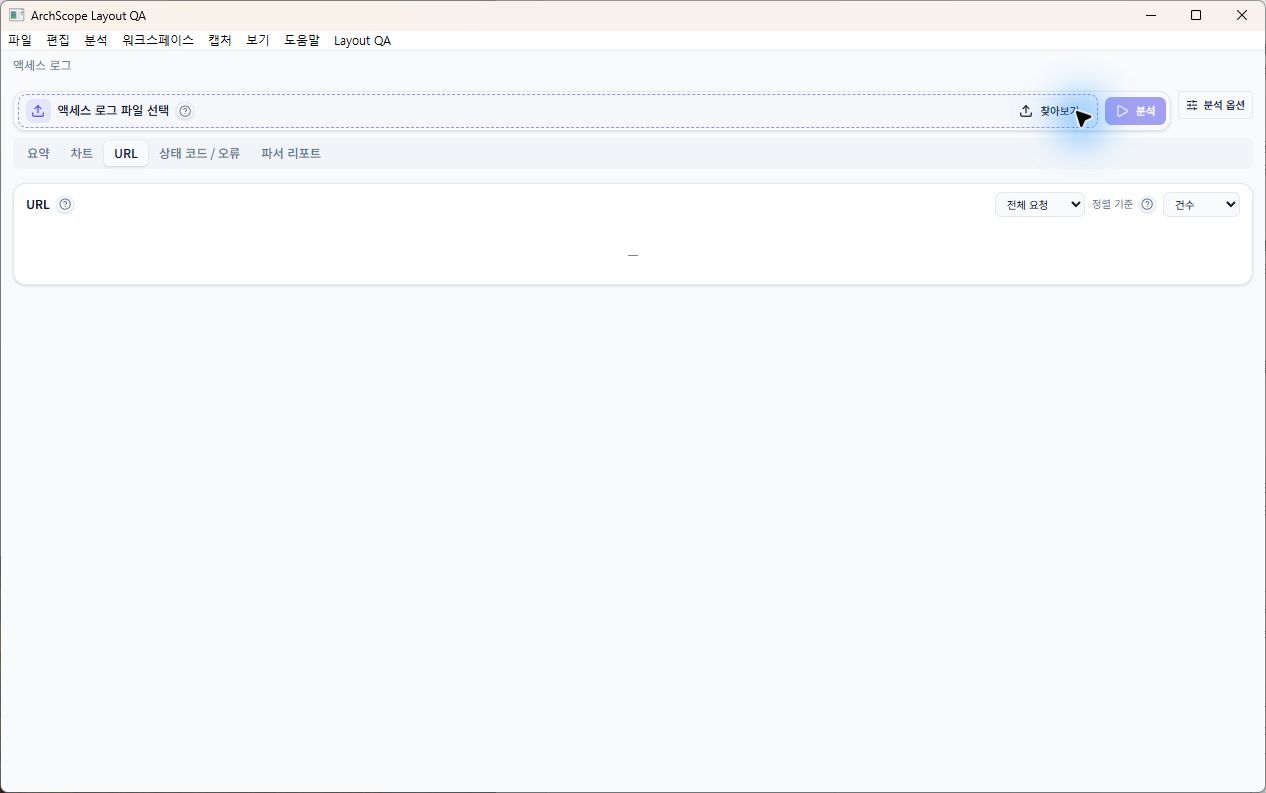 ArchScope Layout QA
파일 편집 분석 워크스페이스 캡처 보기 도움말 Layout QA
액세스 로그
액세스 로그 파일 선택 찾아보기 분석 분석 옵션
요약 차트 URL 상태 코드 / 오류 파서 리포트
URL 전체 요청 정렬 기준 건수
—